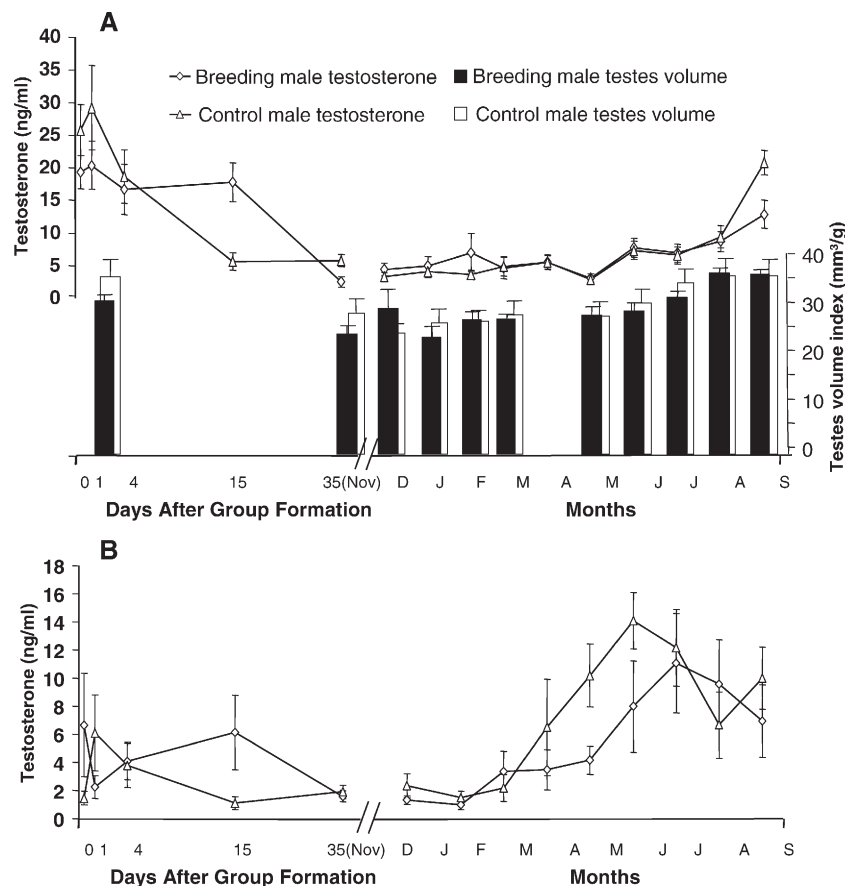 A
Testosterone (ng/ml)
40
35
30
25
20
15
10
5
0
Breeding male testosterone
Breeding male testes volume
Control male testosterone
Control male testes volume
40
30
20
10
0
Testes volume index (mm³/g)
0 1 4 15 35(Nov) D J F M A M J J A S
Days After Group Formation Months
B
Testosterone (ng/ml)
18
16
14
12
10
8
6
4
2
0
0 1 4 15 35(Nov) D J F M A M J J A S
Days After Group Formation Months